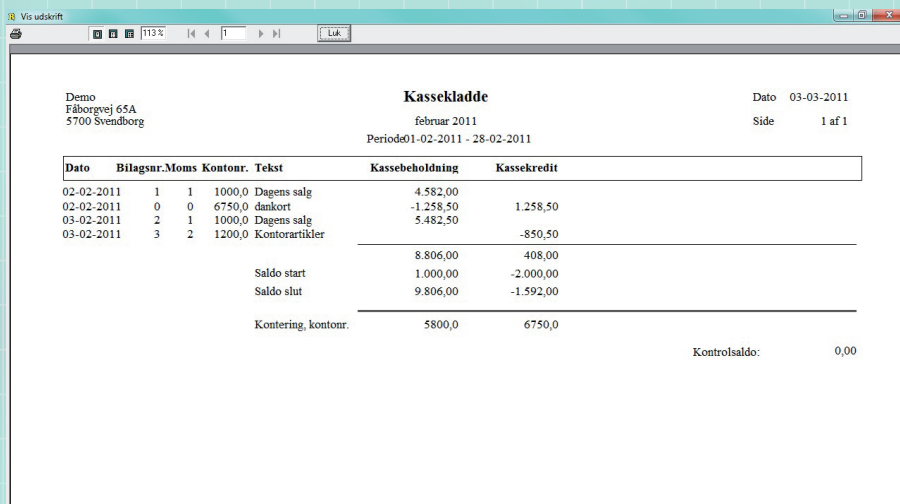 Vis udskrift
113 % 1 Luk
Demo Kassekladde Dato 03-03-2011
Fåborgvej 65A
5700 Svendborg februar 2011 Side 1 af 1
Periode01-02-2011 - 28-02-2011
Dato Bilagsnr.Moms Kontonr. Tekst Kassebeholdning Kassekredit
02-02-2011 1 1 1000,0 Dagens salg 4.582,00
02-02-2011 0 0 6750,0 dankort -1.258,50 1.258,50
03-02-2011 2 1 1000,0 Dagens salg 5.482,50
03-02-2011 3 2 1200,0 Kontorartikler -850,50
8.806,00 408,00
Saldo start 1.000,00 -2.000,00
Saldo slut 9.806,00 -1.592,00
Kontering, kontonr. 5800,0 6750,0
Kontrolsaldo: 0,00